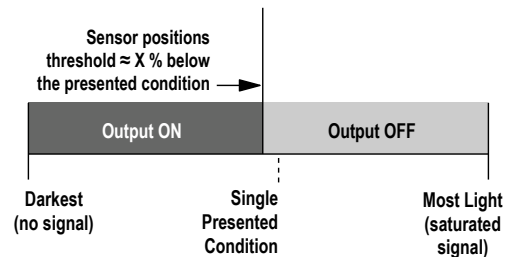 Sensor positions
threshold ≈ X % below
the presented condition
Output ON
Output OFF
Darkest
(no signal)
Single
Presented
Condition
Most Light
(saturated
signal)